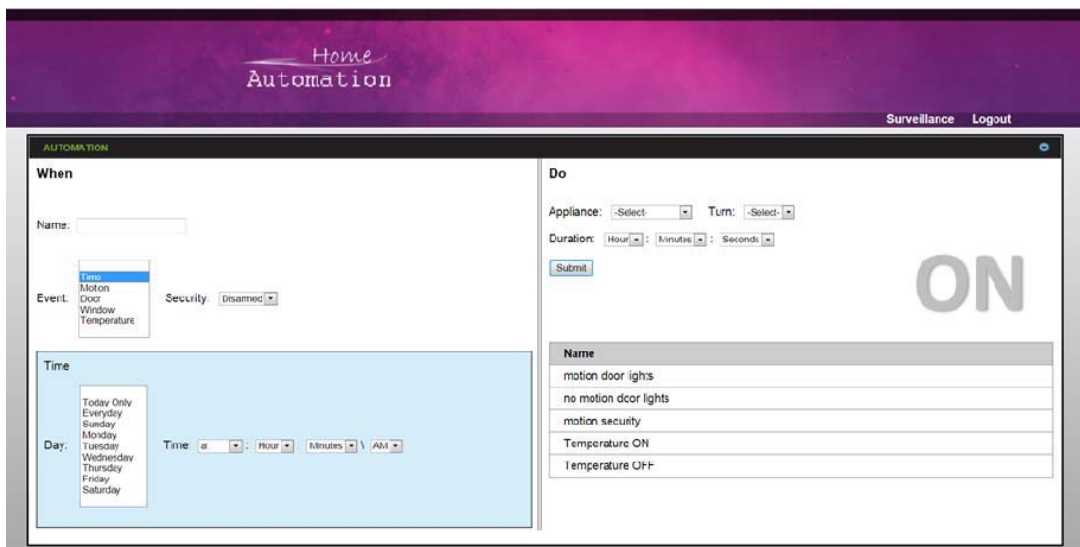 Home
Automation
Surveillance Logout
AUTOMATION
When
Name:
Event: Time
Motion
Door
Window
Temperature
Security: Disarmed
Time
Day: Today Only
Everyday
Sunday
Monday
Tuesday
Wednesday
Thursday
Friday
Saturday
Time at : Hour : Minutes \ AM
Do
Appliance: -Select- Turn: -Select-
Duration: Hour : Minutes : Seconds
Submit
ON
Name
motion door lights
no motion door lights
motion security
Temperature ON
Temperature OFF